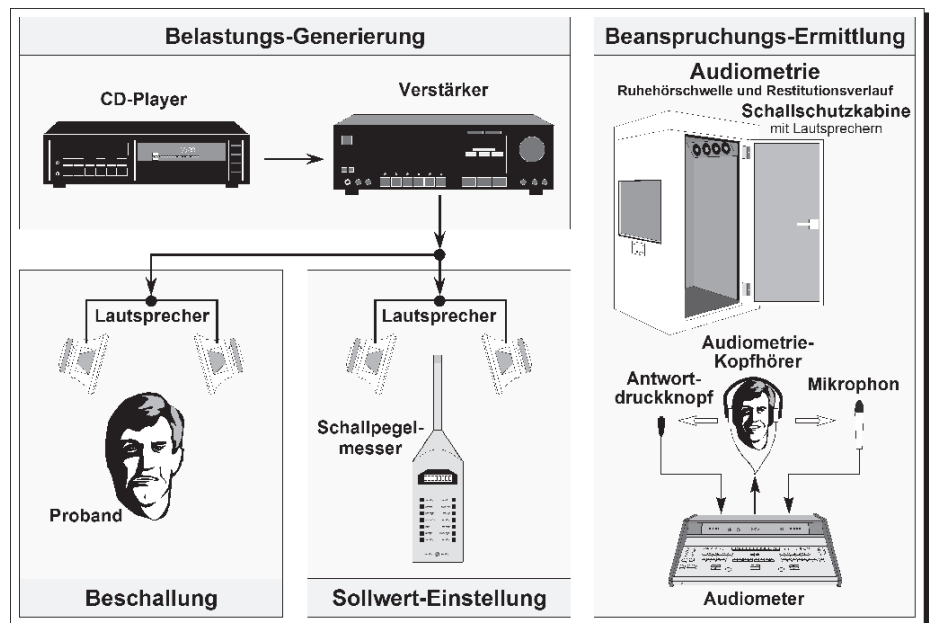 Belastungs-Generierung
CD-Player
Verstärker
Lautsprecher
Proband
Beschallung
Lautsprecher
Schallpegel-
messer
Sollwert-Einstellung
Beanspruchungs-Ermittlung
Audiometrie
Ruhehörschwelle und Restitutionsverlauf
Schallschutzkabine
mit Lautsprechern
Audiometrie-
Kopfhörer
Antwort-
druckknopf
Mikrophon
Audiometer